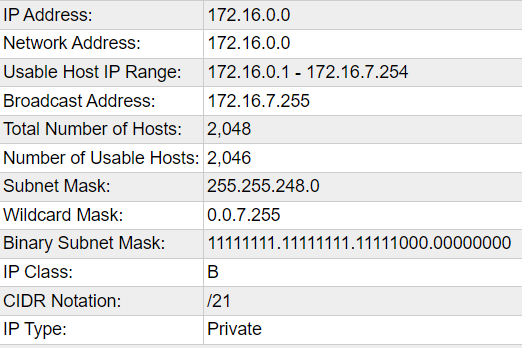 IP Address: 172.16.0.0
Network Address: 172.16.0.0
Usable Host IP Range: 172.16.0.1 - 172.16.7.254
Broadcast Address: 172.16.7.255
Total Number of Hosts: 2,048
Number of Usable Hosts: 2,046
Subnet Mask: 255.255.248.0
Wildcard Mask: 0.0.7.255
Binary Subnet Mask: 11111111.11111111.11111000.00000000
IP Class: B
CIDR Notation: /21
IP Type: Private